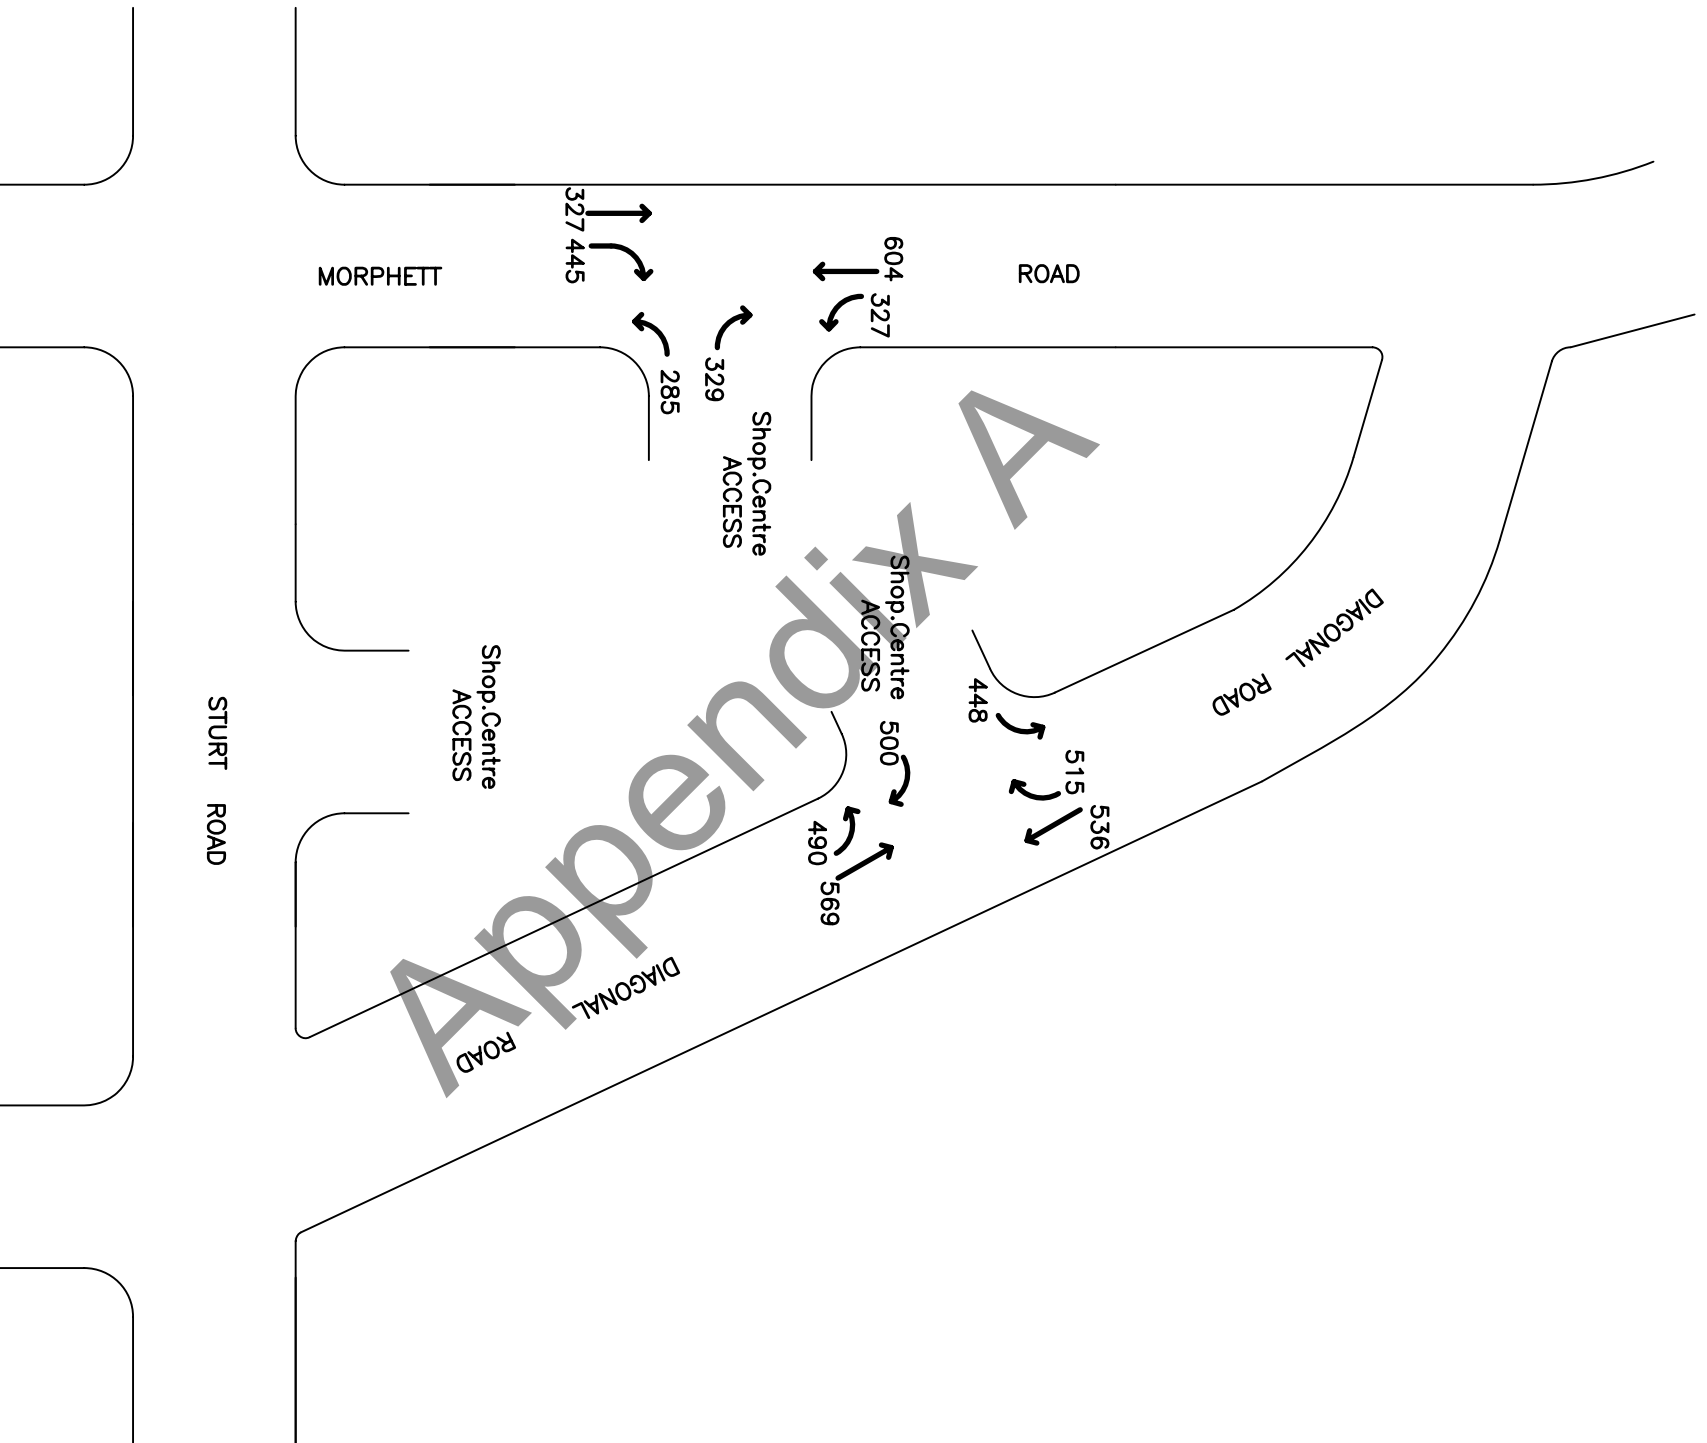 327
445
604
327
MORPHETT
ROAD
285
329
Shop.Centre
ACCESS
Shop.Centre
ACCESS
Shop.Centre
ACCESS
STURT ROAD
DIAGONAL ROAD
448
500
515
536
490
569
DIAGONAL ROAD
Appendix A